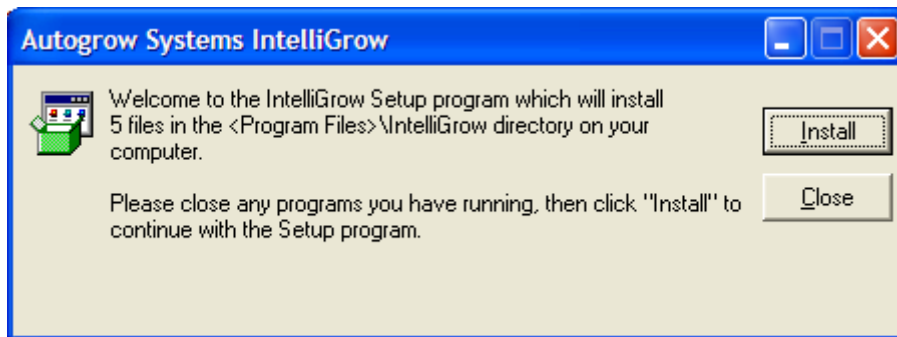 Autogrow Systems IntelliGrow
Welcome to the IntelliGrow Setup program which will install
5 files in the <Program Files>\IntelliGrow directory on your
computer.
Please close any programs you have running, then click "Install" to
continue with the Setup program.
Install
Close